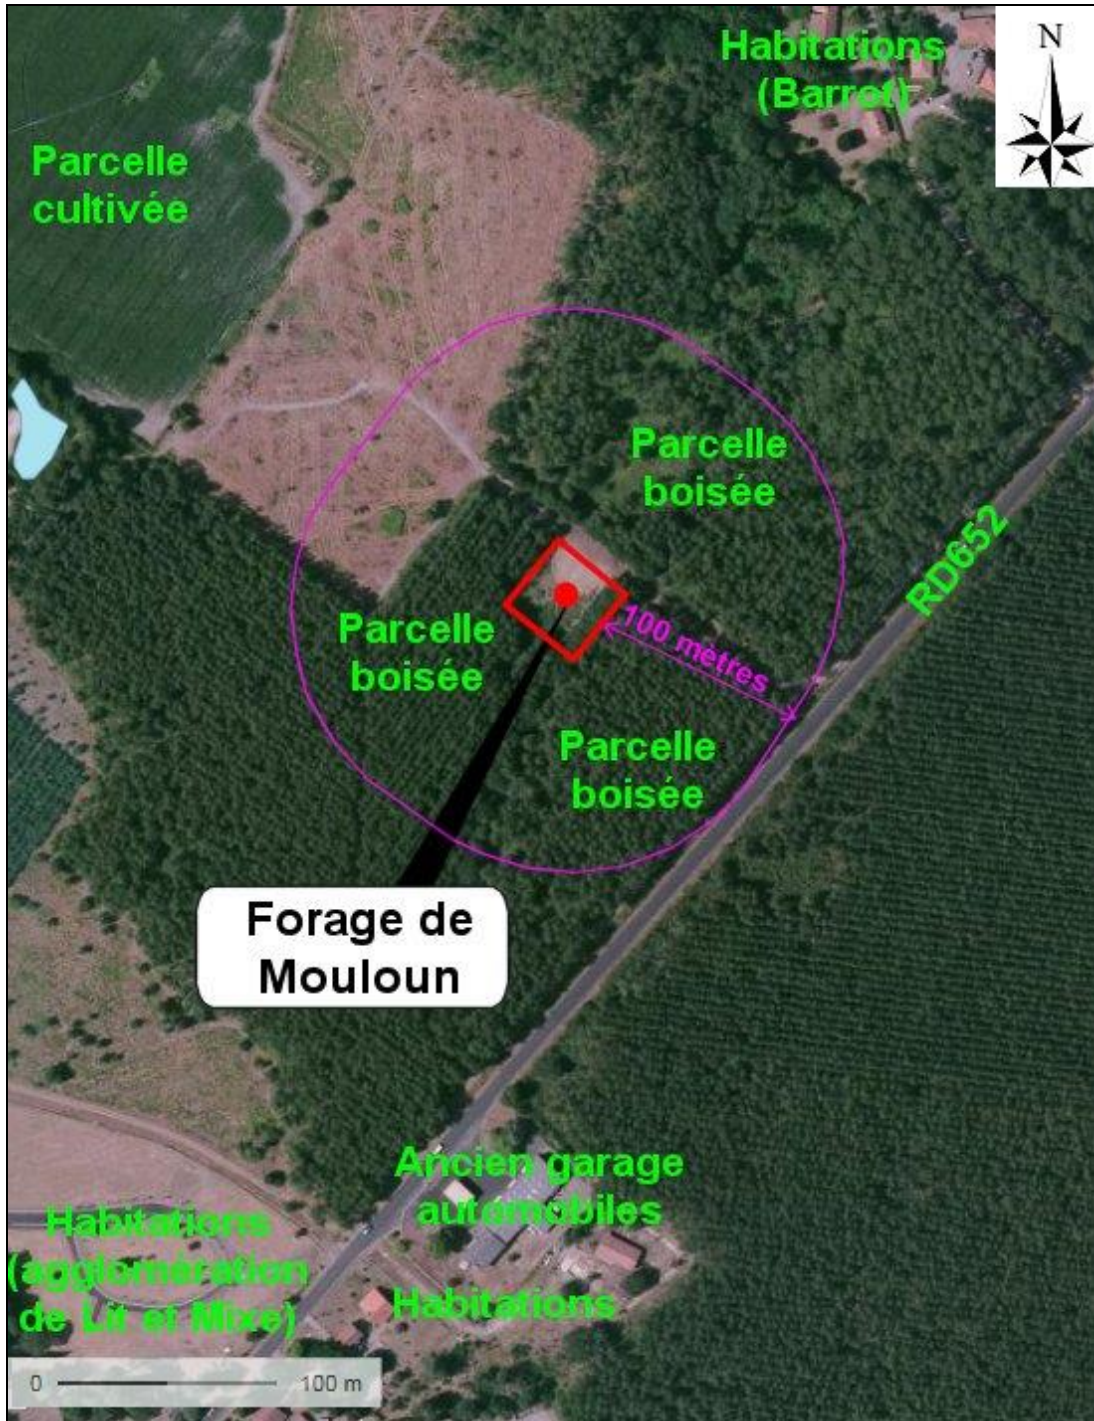 Habitations
(Barrot)
N
Parcelle
cultivée
Parcelle
boisée
RD652
100 mètres
Parcelle
boisée
Parcelle
boisée
Forage de
Mouloun
Ancien garage
automobiles
Habitations
(agglomération
de Lit et Mixe)
Habitations
0 100 m